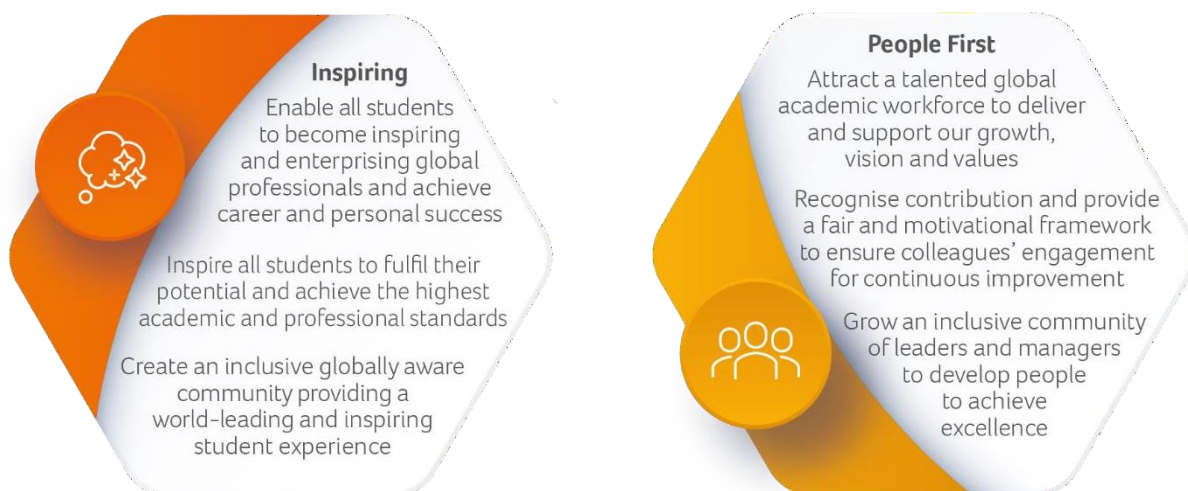 Inspiring
Enable all students
to become inspiring
and enterprising global
professionals and achieve
career and personal success
Inspire all students to fulfil their
potential and achieve the highest
academic and professional standards
Create an inclusive globally aware
community providing a
world-leading and inspiring
student experience
People First
Attract a talented global
academic workforce to deliver
and support our growth,
vision and values
Recognise contribution and provide
a fair and motivational framework
to ensure colleagues’ engagement
for continuous improvement
Grow an inclusive community
of leaders and managers
to develop people
to achieve
excellence